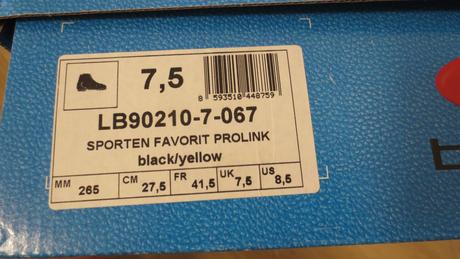 7,5
8 593510 448759
LB90210-7-067
SPORTEN FAVORIT PROLINK
black/yellow
MM 265 CM 27,5 FR 41,5 UK 7,5 US 8,5